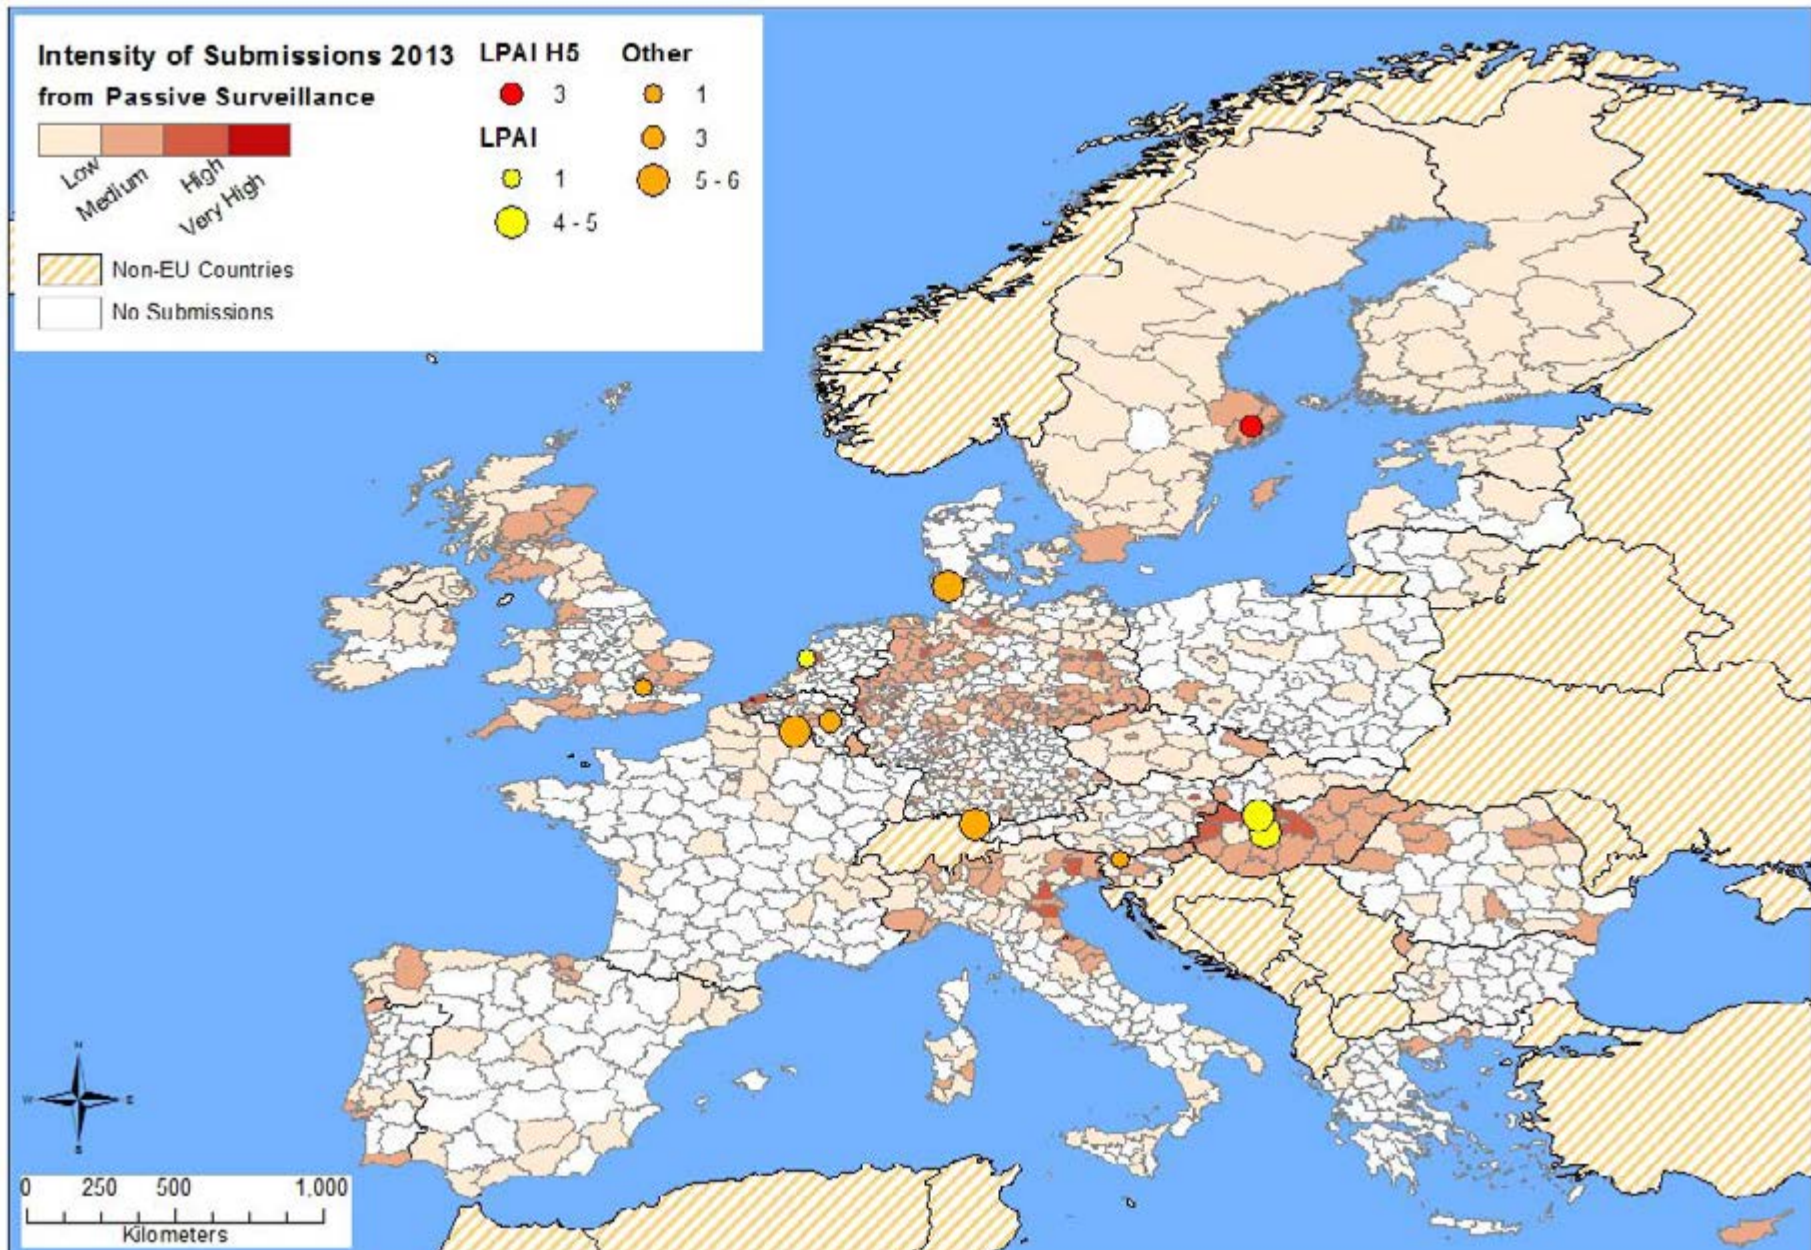 Intensity of Submissions 2013
from Passive Surveillance
Low
Medium
High
Very High
Non-EU Countries
No Submissions
LPAI H5
3
LPAI
1
4 - 5
Other
1
3
5 - 6
N
W E
S
0 250 500 1,000
Kilometers